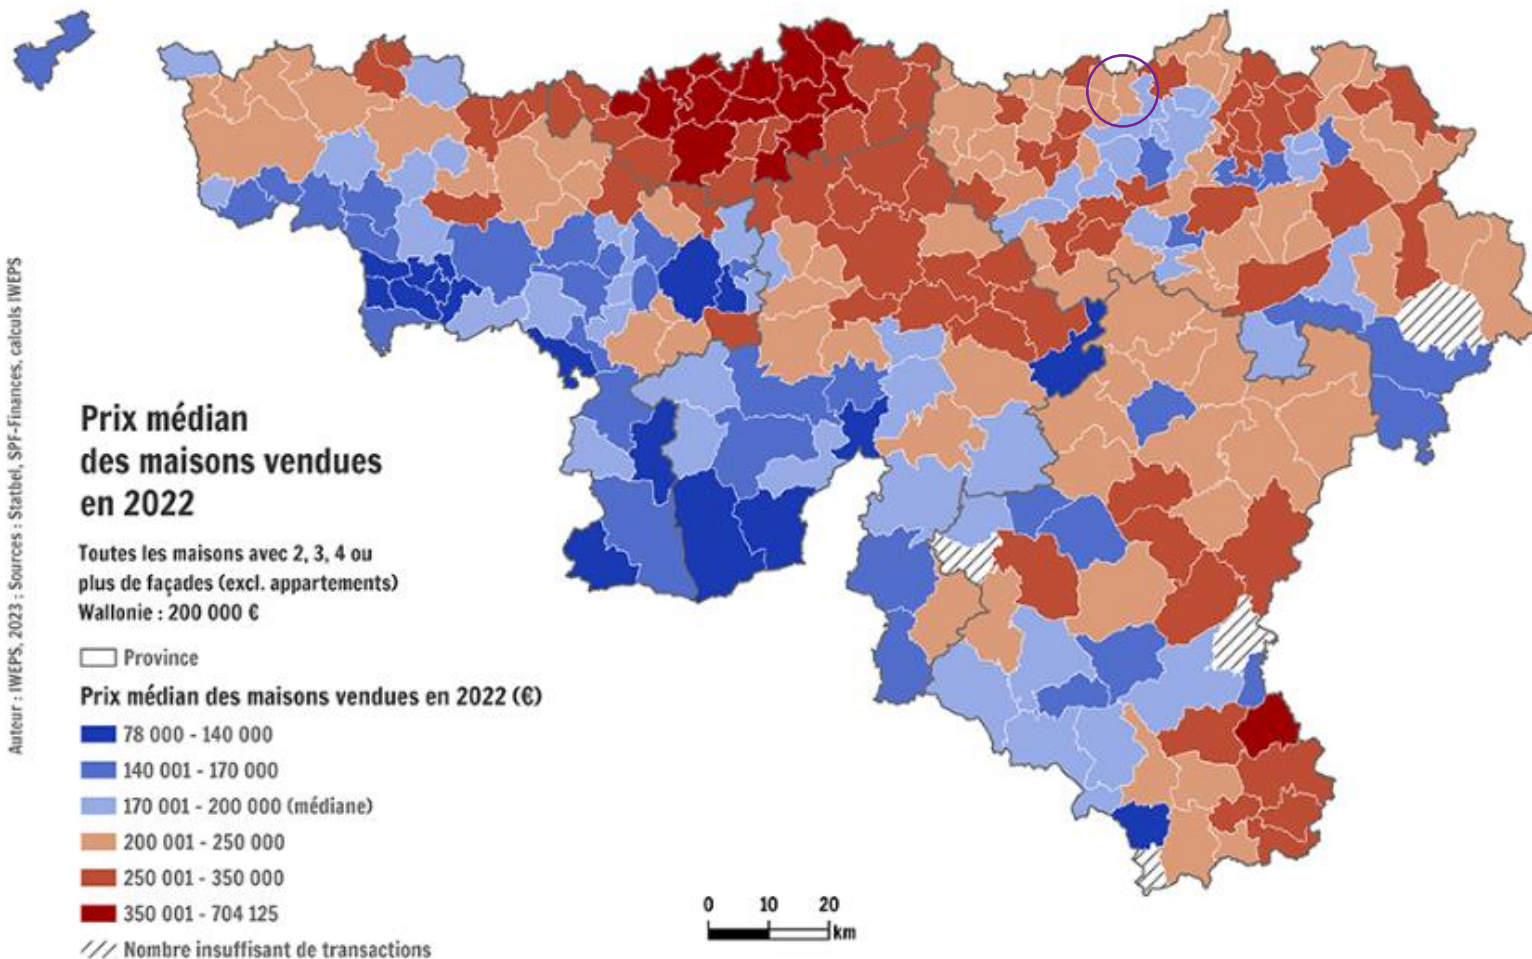 Auteur : IWEPS, 2023 ; Sources : Statbel, SPF-Finances, calculs IWEPS
Prix médian
des maisons vendues
en 2022
Toutes les maisons avec 2, 3, 4 ou
plus de façades (excl. appartements)
Wallonie : 200 000 €
Province
Prix médian des maisons vendues en 2022 (€)
78 000 - 140 000
140 001 - 170 000
170 001 - 200 000 (médiane)
200 001 - 250 000
250 001 - 350 000
350 001 - 704 125
Nombre insuffisant de transactions
0 10 20
km